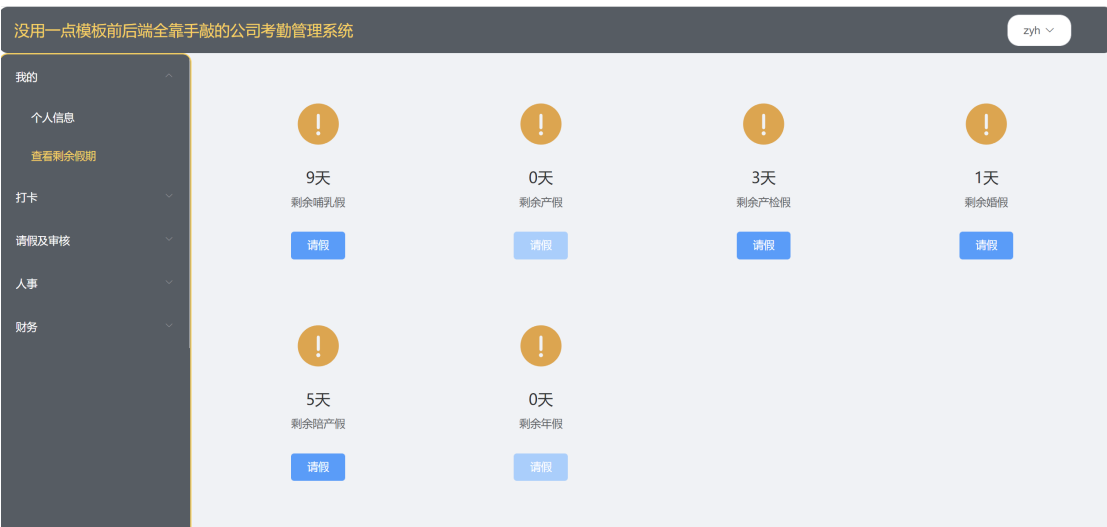 没用一点模板前后端全靠手敲的公司考勤管理系统
zyh
我的
个人信息
查看剩余假期
打卡
请假及审核
人事
财务
9天
剩余哺乳假
请假
0天
剩余产假
请假
3天
剩余产检假
请假
1天
剩余婚假
请假
5天
剩余陪产假
请假
0天
剩余年假
请假